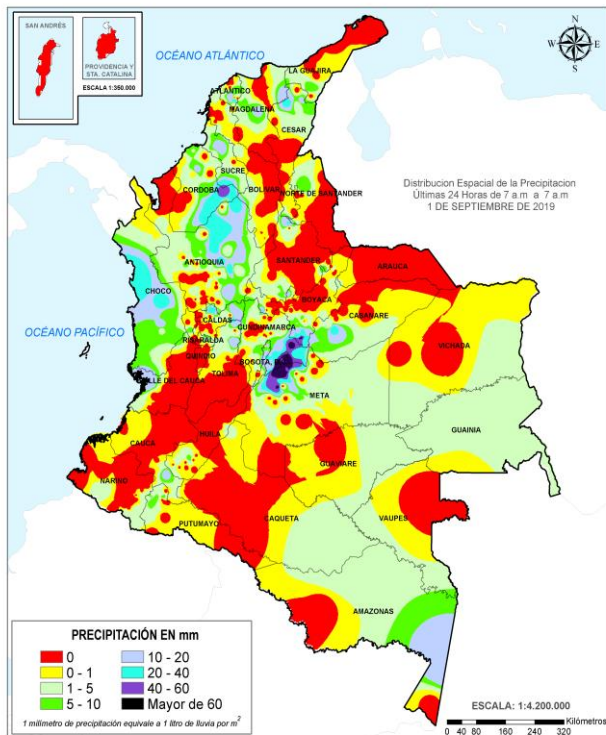 SAN ANDRÉS
PROVIDENCIA Y
STA. CATALINA
ESCALA 1:350.000
OCÉANO ATLÁNTICO
N
W
E
S
LA GUAJIRA
ATLÁNTICO
MAGDALENA
CESAR
SUCRE
CORDOBA
BOLIVAR
NORTE DE SANTANDER
Distribucion Espacial de la Precipitacion
Últimas 24 Horas de 7 a.m a 7 a.m
1 DE SEPTIEMBRE DE 2019
ANTIOQUIA
SANTANDER
ARAUCA
CHOCO
BOYACA
CASANARE
CALDAS
OCÉANO PACÍFICO
CUNDINAMARCA
VICHADA
RISARALDA
QUINDIO
BOGOTA, D.
TOLIMA
VALLE DEL CAUCA
META
GUAINIA
CAUCA
HUILA
GUAVIARE
NARIÑO
VAUPES
PUTUMAYO
CAQUETA
AMAZONAS
PRECIPITACIÓN EN mm
0
0 - 1
1 - 5
5 - 10
10 - 20
20 - 40
40 - 60
Mayor de 60
1 milimetro de precipitación equivale a 1 litro de lluvia por m2
ESCALA: 1:4.200.000
Kilómetros
0 40 80 160 240 320